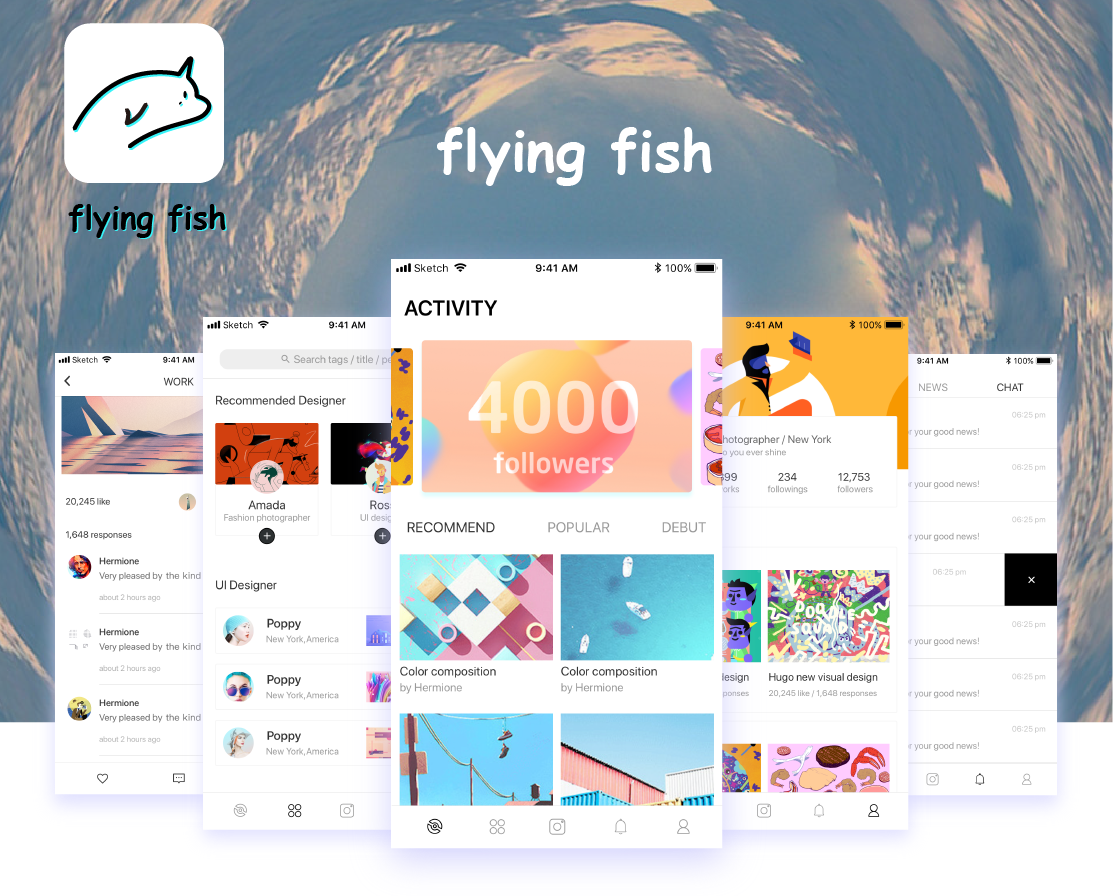 flying fish
flying fish
Sketch 9:41 AM
WORK
20,245 like
1,648 responses
Hermione
Very pleased by the kind
about 2 hours ago
Hermione
Very pleased by the kind
about 2 hours ago
Hermione
Very pleased by the kind
about 2 hours ago
Sketch 9:41 AM
Search tags / title / pe
Recommended Designer
Amada
Fashion photographer
Ros
UI desig
UI Designer
Poppy
New York,America
Poppy
New York,America
Poppy
New York,America
Sketch 9:41 AM 100%
ACTIVITY
4000
followers
RECOMMEND POPULAR DEBUT
Color composition
by Hermione
Color composition
by Hermione
9:41 AM 100%
hotographer / New York
o you ever shine
599 234 12,753
orks followings followers
DOODLE
esign
ponses
Hugo new visual design
20,245 like / 1,648 responses
9:41 AM 100%
NEWS CHAT
06:25 pm
r your good news!
06:25 pm
r your good news!
06:25 pm
r your good news!
06:25 pm
06:25 pm
r your good news!
06:25 pm
r your good news!
06:25 pm
r your good news!